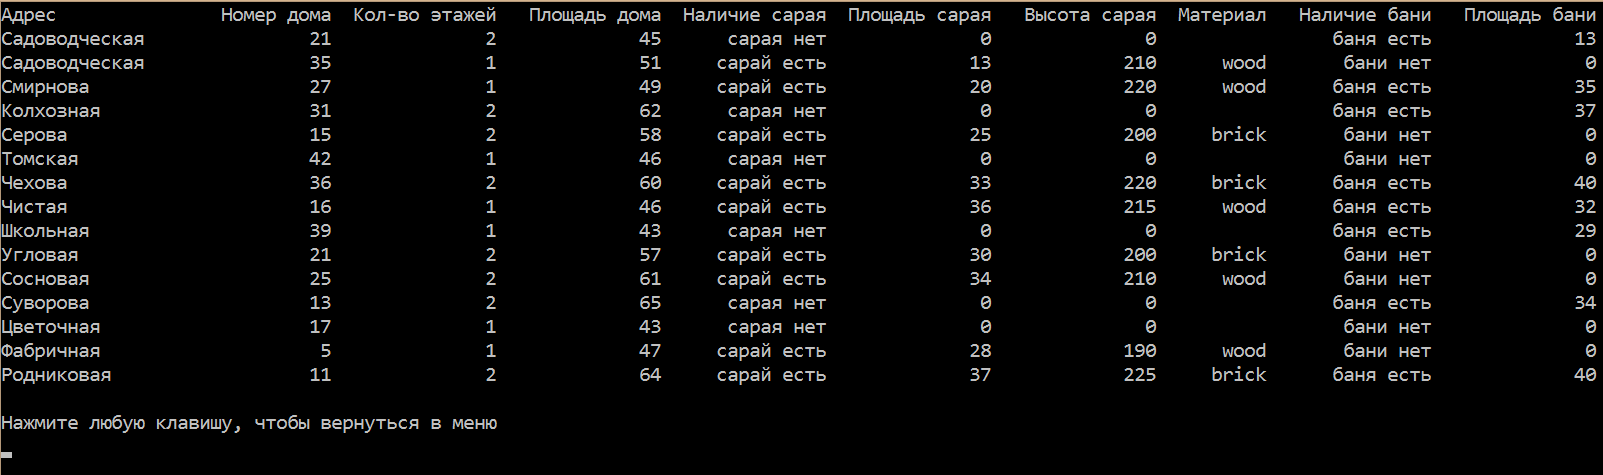 Адрес Номер дома Кол-во этажей Площадь дома Наличие сарая Площадь сарая Высота сарая Материал Наличие бани Площадь бани
Садоводческая 21 2 45 сарая нет 0 0 баня есть 13
Садоводческая 35 1 51 сарай есть 13 210 wood бани нет 0
Смирнова 27 1 49 сарай есть 20 220 wood баня есть 35
Колхозная 31 2 62 сарая нет 0 0 баня есть 37
Серова 15 2 58 сарай есть 25 200 brick бани нет 0
Томская 42 1 46 сарая нет 0 0 бани нет 0
Чехова 36 2 60 сарай есть 33 220 brick баня есть 40
Чистая 16 1 46 сарай есть 36 215 wood баня есть 32
Школьная 39 1 43 сарая нет 0 0 баня есть 29
Угловая 21 2 57 сарай есть 30 200 brick бани нет 0
Сосновая 25 2 61 сарай есть 34 210 wood бани нет 0
Суворова 13 2 65 сарая нет 0 0 баня есть 34
Цветочная 17 1 43 сарая нет 0 0 бани нет 0
Фабричная 5 1 47 сарай есть 28 190 wood бани нет 0
Родниковая 11 2 64 сарай есть 37 225 brick баня есть 40
Нажмите любую клавишу, чтобы вернуться в меню